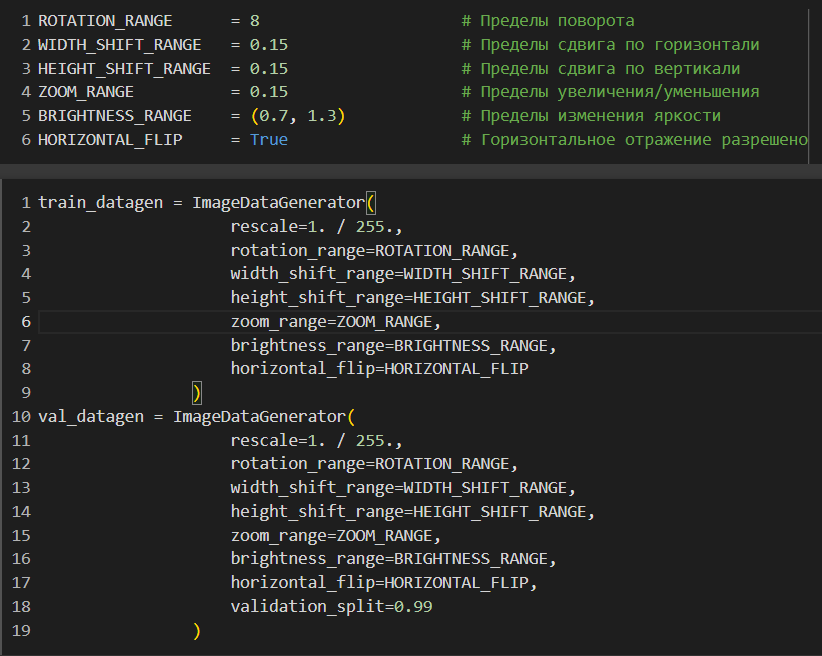 1 ROTATION_RANGE      = 8                     # Пределы поворота
2 WIDTH_SHIFT_RANGE   = 0.15                  # Пределы сдвига по горизонтали
3 HEIGHT_SHIFT_RANGE  = 0.15                  # Пределы сдвига по вертикали
4 ZOOM_RANGE          = 0.15                  # Пределы увеличения/уменьшения
5 BRIGHTNESS_RANGE    = (0.7, 1.3)            # Пределы изменения яркости
6 HORIZONTAL_FLIP     = True                  # Горизонтальное отражение разрешено
1 train_datagen = ImageDataGenerator(
2                     rescale=1. / 255.,
3                     rotation_range=ROTATION_RANGE,
4                     width_shift_range=WIDTH_SHIFT_RANGE,
5                     height_shift_range=HEIGHT_SHIFT_RANGE,
6                     zoom_range=ZOOM_RANGE,
7                     brightness_range=BRIGHTNESS_RANGE,
8                     horizontal_flip=HORIZONTAL_FLIP
9                 )
10 val_datagen = ImageDataGenerator(
11                     rescale=1. / 255.,
12                     rotation_range=ROTATION_RANGE,
13                     width_shift_range=WIDTH_SHIFT_RANGE,
14                     height_shift_range=HEIGHT_SHIFT_RANGE,
15                     zoom_range=ZOOM_RANGE,
16                     brightness_range=BRIGHTNESS_RANGE,
17                     horizontal_flip=HORIZONTAL_FLIP,
18                     validation_split=0.99
19                 )